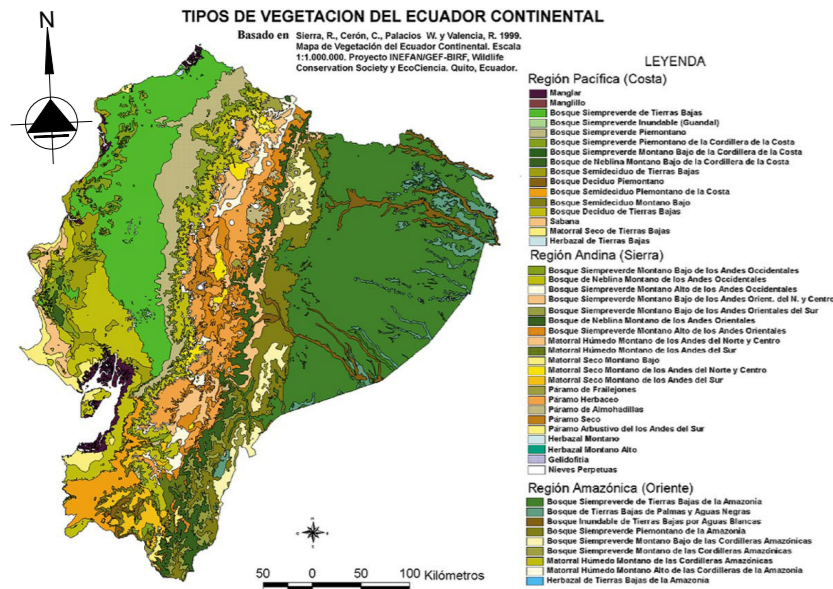 TIPOS DE VEGETACION DEL ECUADOR CONTINENTAL
Basado en Sierra, R., Cerón, C., Palacios W. y Valencia, R. 1999.
Mapa de Vegetación del Ecuador Continental. Escala
1:1.000.000. Proyecto INEFAN/GEF-BIRF, Wildlife
Conservation Society y EcoCiencia. Quito, Ecuador.
N
LEYENDA
Región Pacífica (Costa)
Manglar
Manglillo
Bosque Siempreverde de Tierras Bajas
Bosque Siempreverde Inundable (Guandal)
Bosque Siempreverde Piemontano
Bosque Siempreverde Piemontano de la Cordillera de la Costa
Bosque Siempreverde Montano Bajo de la Cordillera de la Costa
Bosque de Neblina Montano Bajo de la Cordillera de la Costa
Bosque Semideciduo de Tierras Bajas
Bosque Deciduo Piemontano
Bosque Semideciduo Piemontano de la Costa
Bosque Semideciduo Montano Bajo
Bosque Deciduo de Tierras Bajas
Sabana
Matorral Seco de Tierras Bajas
Herbazal de Tierras Bajas
Región Andina (Sierra)
Bosque Siempreverde Montano Bajo de los Andes Occidentales
Bosque de Neblina Montano de los Andes Occidentales
Bosque Siempreverde Montano Alto de los Andes Occidentales
Bosque Siempreverde Montano Bajo de los Andes Orient. del N. y Centro
Bosque Siempreverde Montano Bajo de los Andes Orientales del Sur
Bosque de Neblina Montano de los Andes Orientales
Bosque Siempreverde Montano Alto de los Andes Orientales
Matorral Húmedo Montano de los Andes del Norte y Centro
Matorral Húmedo Montano de los Andes del Sur
Matorral Seco Montano Bajo
Matorral Seco Montano de los Andes del Norte y Centro
Matorral Seco Montano de los Andes del Sur
Páramo de Frailejones
Páramo Herbaceo
Páramo de Almohadillas
Páramo Seco
Páramo Arbustivo del los Andes del Sur
Herbazal Montano
Herbazal Montano Alto
Gelidofitia
Nieves Perpetuas
Región Amazónica (Oriente)
Bosque Siempreverde de Tierras Bajas de la Amazonía
Bosque de Tierras Bajas de Palmas y Aguas Negras
Bosque Inundable de Tierras Bajas por Aguas Blancas
Bosque Siempreverde Piemontano de la Amazonía
Bosque Siempreverde Montano Bajo de las Cordilleras Amazónicas
Bosque Siempreverde Montano de las Cordilleras Amazónicas
Matorral Húmedo Montano de las Cordilleras Amazónicas
Matorral Húmedo Montano Alto de las Cordilleras de la Amazonía
Herbazal de Tierras Bajas de la Amazonía
50 0 50 100 Kilómetros